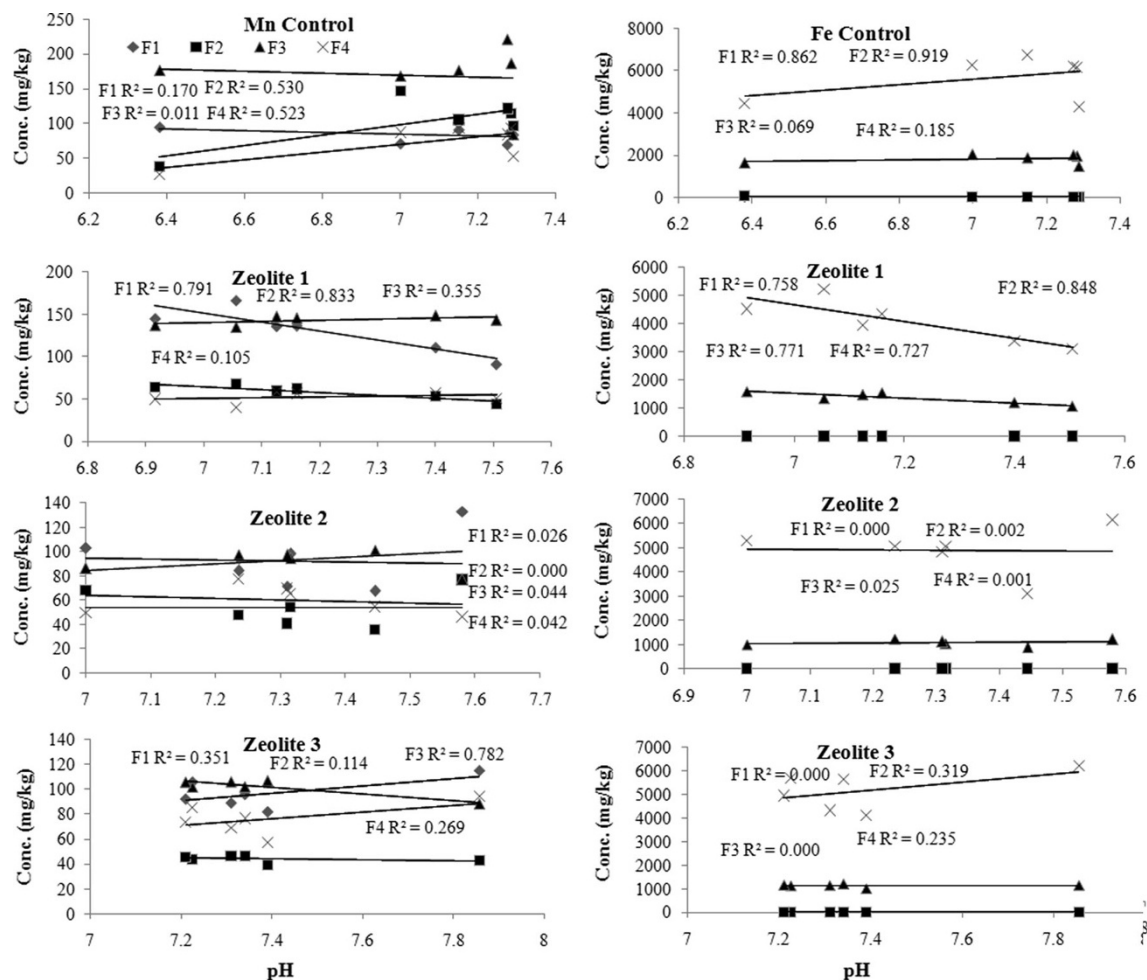 Mn Control
F1 F2 F3 F4
Conc. (mg/kg)
250
200
150
100
50
0
F1 R² = 0.170 F2 R² = 0.530
F3 R² = 0.011 F4 R² = 0.523
6.2 6.4 6.6 6.8 7 7.2 7.4
Fe Control
Conc. (mg/kg)
8000
6000
4000
2000
0
F1 R² = 0.862 F2 R² = 0.919
F3 R² = 0.069 F4 R² = 0.185
6.2 6.4 6.6 6.8 7 7.2 7.4
Zeolite 1
Conc. (mg/kg)
200
150
100
50
0
F1 R² = 0.791 F2 R² = 0.833 F3 R² = 0.355
F4 R² = 0.105
6.8 6.9 7 7.1 7.2 7.3 7.4 7.5 7.6
Zeolite 1
Conc. (mg/kg)
6000
5000
4000
3000
2000
1000
0
F1 R² = 0.758 F2 R² = 0.848
F3 R² = 0.771 F4 R² = 0.727
6.8 7 7.2 7.4 7.6
Zeolite 2
Conc. (mg/kg)
140
120
100
80
60
40
20
0
F1 R² = 0.026
F2 R² = 0.000
F3 R² = 0.044
F4 R² = 0.042
7 7.1 7.2 7.3 7.4 7.5 7.6 7.7
Zeolite 2
Conc. (mg/kg)
7000
6000
5000
4000
3000
2000
1000
0
F1 R² = 0.000 F2 R² = 0.002
F3 R² = 0.025 F4 R² = 0.001
6.9 7 7.1 7.2 7.3 7.4 7.5 7.6
Zeolite 3
Conc. (mg/kg)
140
120
100
80
60
40
20
0
F1 R² = 0.351 F2 R² = 0.114 F3 R² = 0.782
F4 R² = 0.269
7 7.2 7.4 7.6 7.8 8
pH
Zeolite 3
Conc. (mg/kg)
7000
6000
5000
4000
3000
2000
1000
0
F1 R² = 0.000 F2 R² = 0.319
F3 R² = 0.000 F4 R² = 0.235
7 7.2 7.4 7.6 7.8
pH